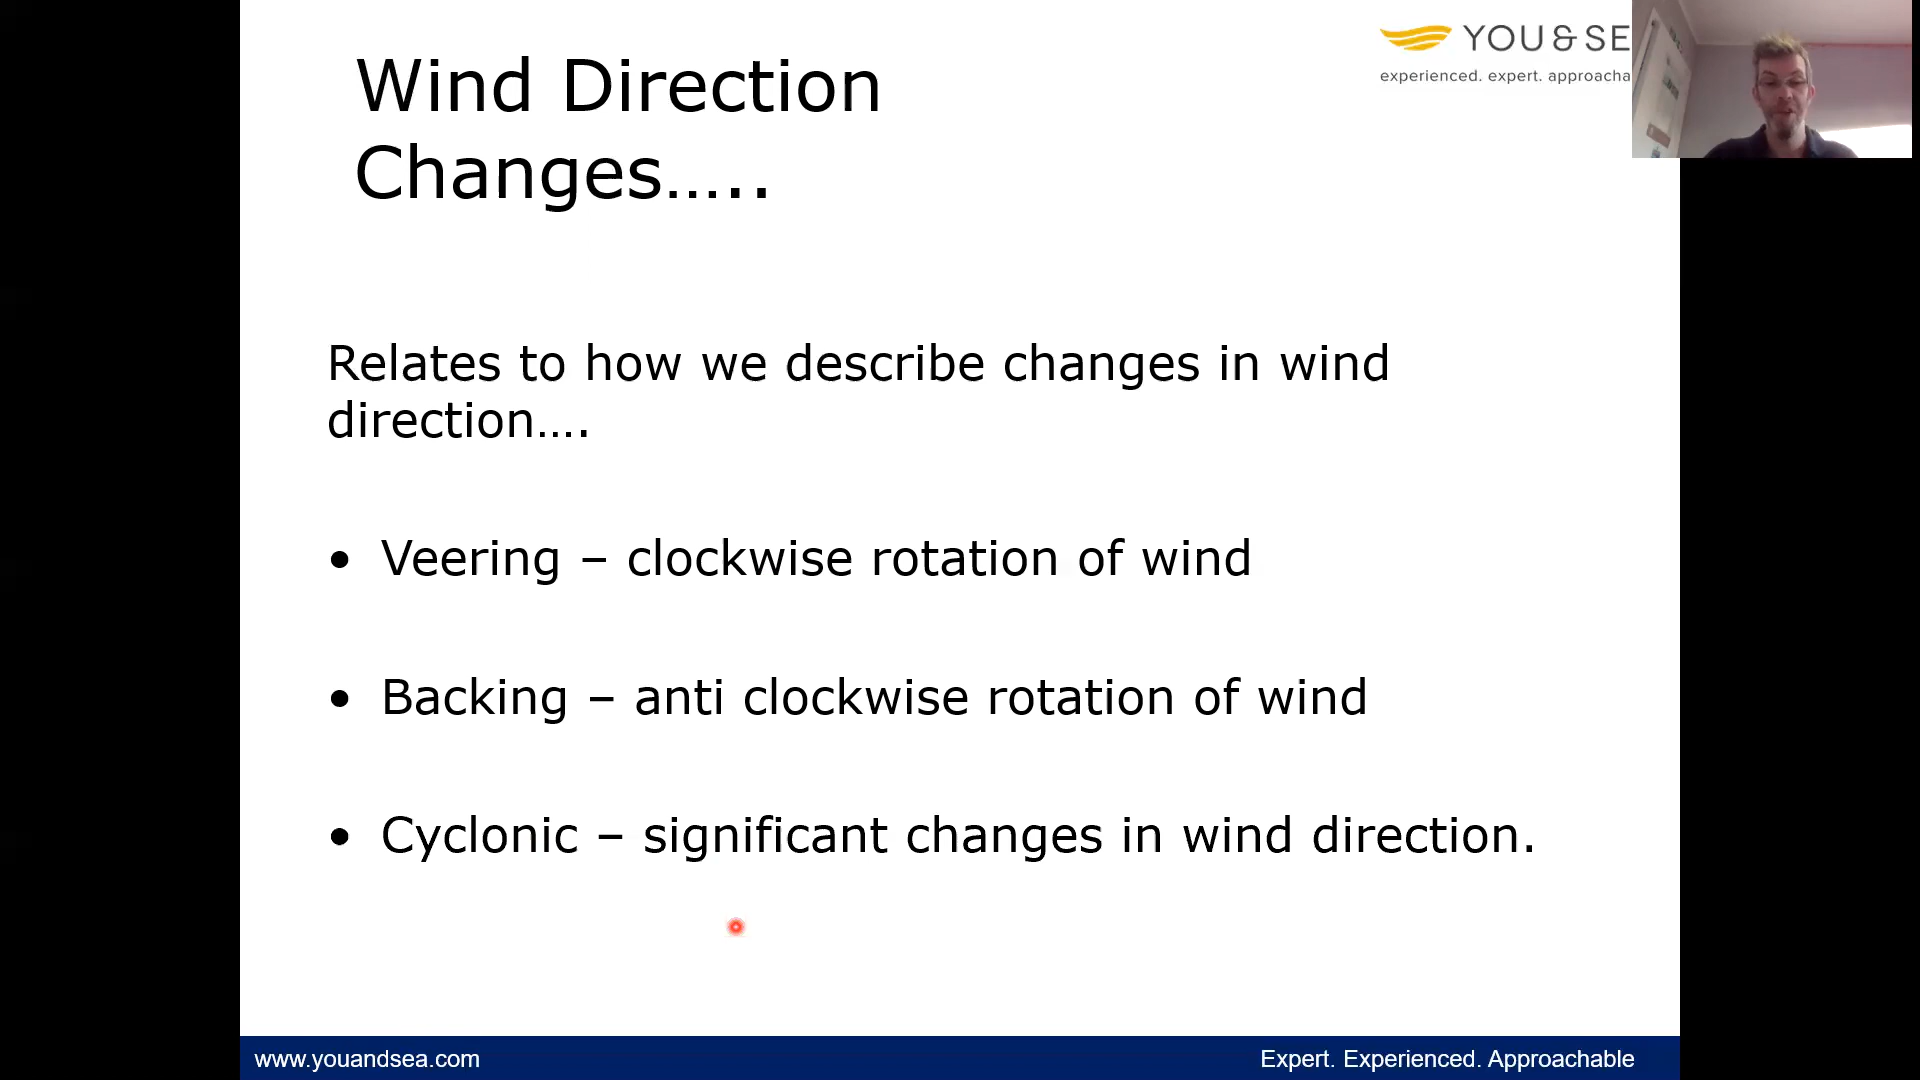 Wind Direction
Changes…..
YOU&SE
experienced. expert. approacha
Relates to how we describe changes in wind
direction….
• Veering – clockwise rotation of wind
• Backing – anti clockwise rotation of wind
• Cyclonic – significant changes in wind direction.
www.youandsea.com
Expert. Experienced. Approachable